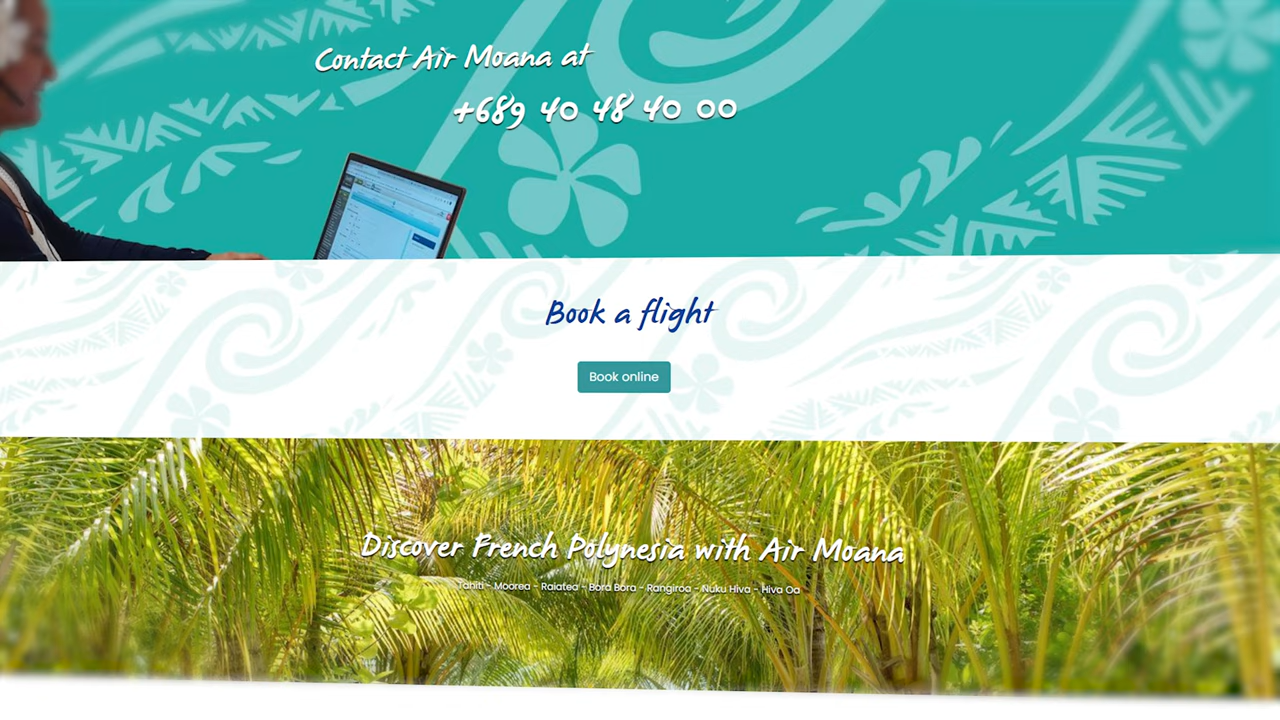 Contact Air Moana at
+689 40 48 40 00
Book a flight
Book online
Discover French Polynesia with Air Moana
Tahiti - Moorea - Raiatea - Bora Bora - Rangiroa - Nuku Hiva - Hiva Oa